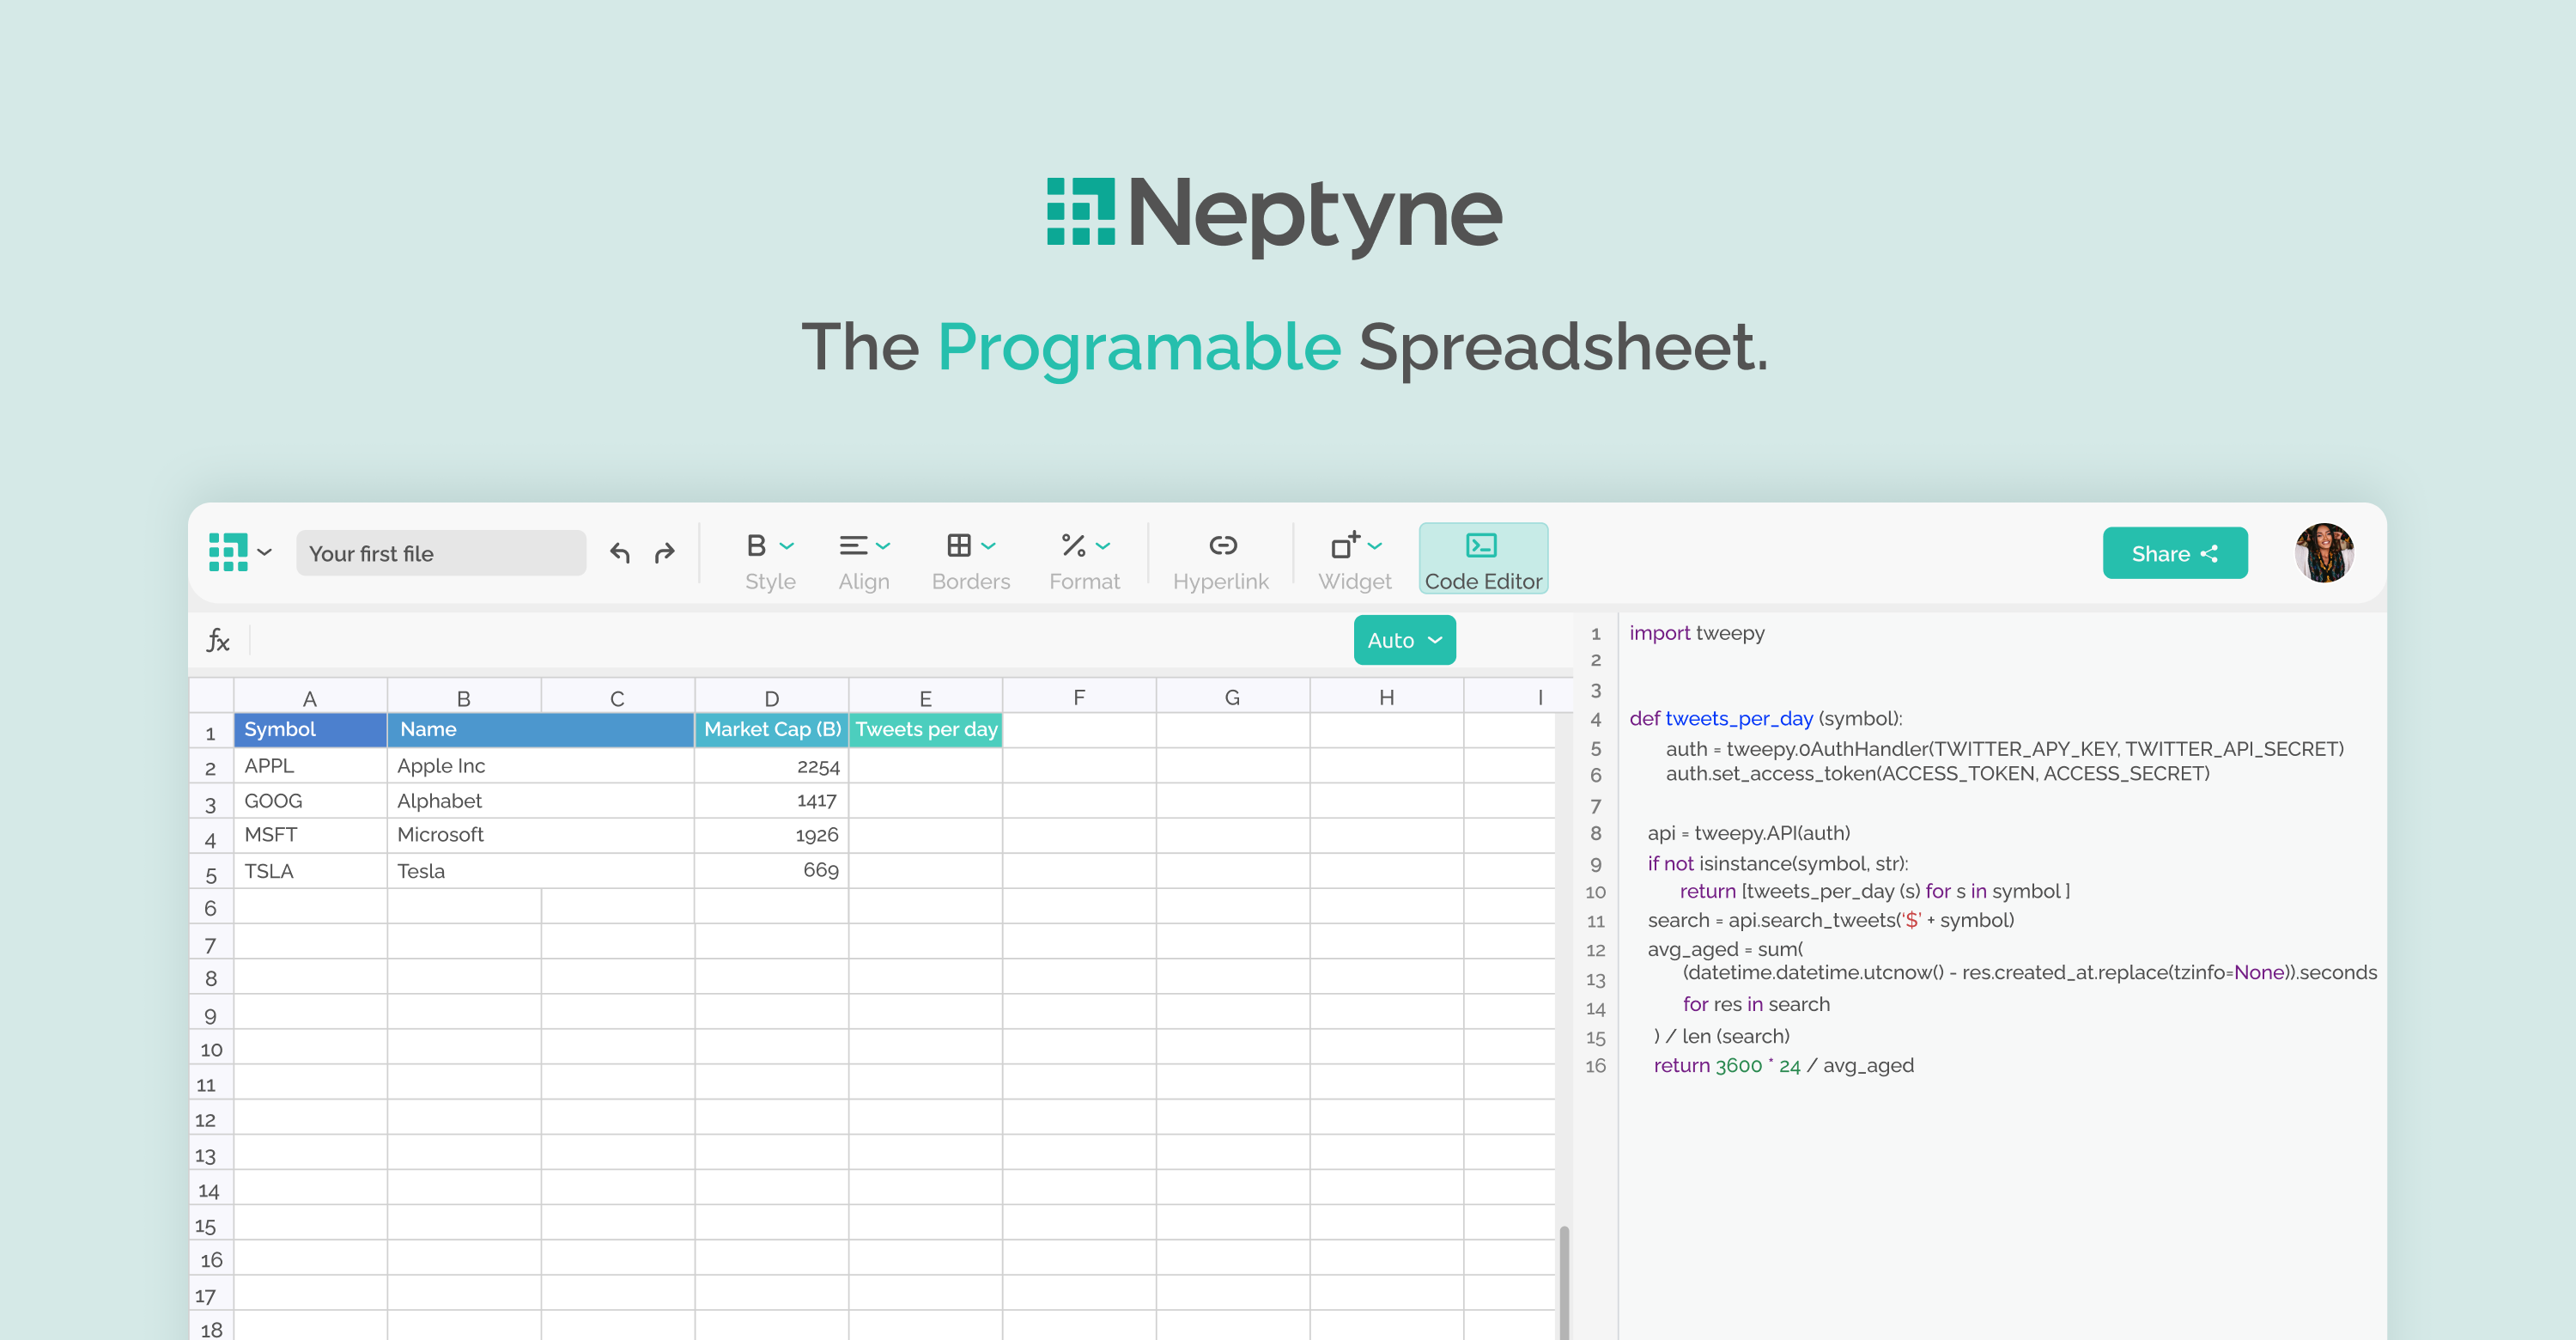 Neptyne
The Programable Spreadsheet.
Your first file
B
Style
Align
Borders
Format
Hyperlink
Widget
Code Editor
Share
fx
Auto
A B C D E F G H I
1 Symbol Name Market Cap (B) Tweets per day
2 APPL Apple Inc 2254
3 GOOG Alphabet 1417
4 MSFT Microsoft 1926
5 TSLA Tesla 669
6
7
8
9
10
11
12
13
14
15
16
17
18
1 import tweepy
2
3
4 def tweets_per_day (symbol):
5 auth = tweepy.0AuthHandler(TWITTER_APY_KEY, TWITTER_API_SECRET)
6 auth.set_access_token(ACCESS_TOKEN, ACCESS_SECRET)
7
8 api = tweepy.API(auth)
9 if not isinstance(symbol, str):
10 return [tweets_per_day (s) for s in symbol ]
11 search = api.search_tweets('$' + symbol)
12 avg_aged = sum(
13 (datetime.datetime.utcnow() - res.created_at.replace(tzinfo=None)).seconds
14 for res in search
15 ) / len (search)
16 return 3600 * 24 / avg_aged